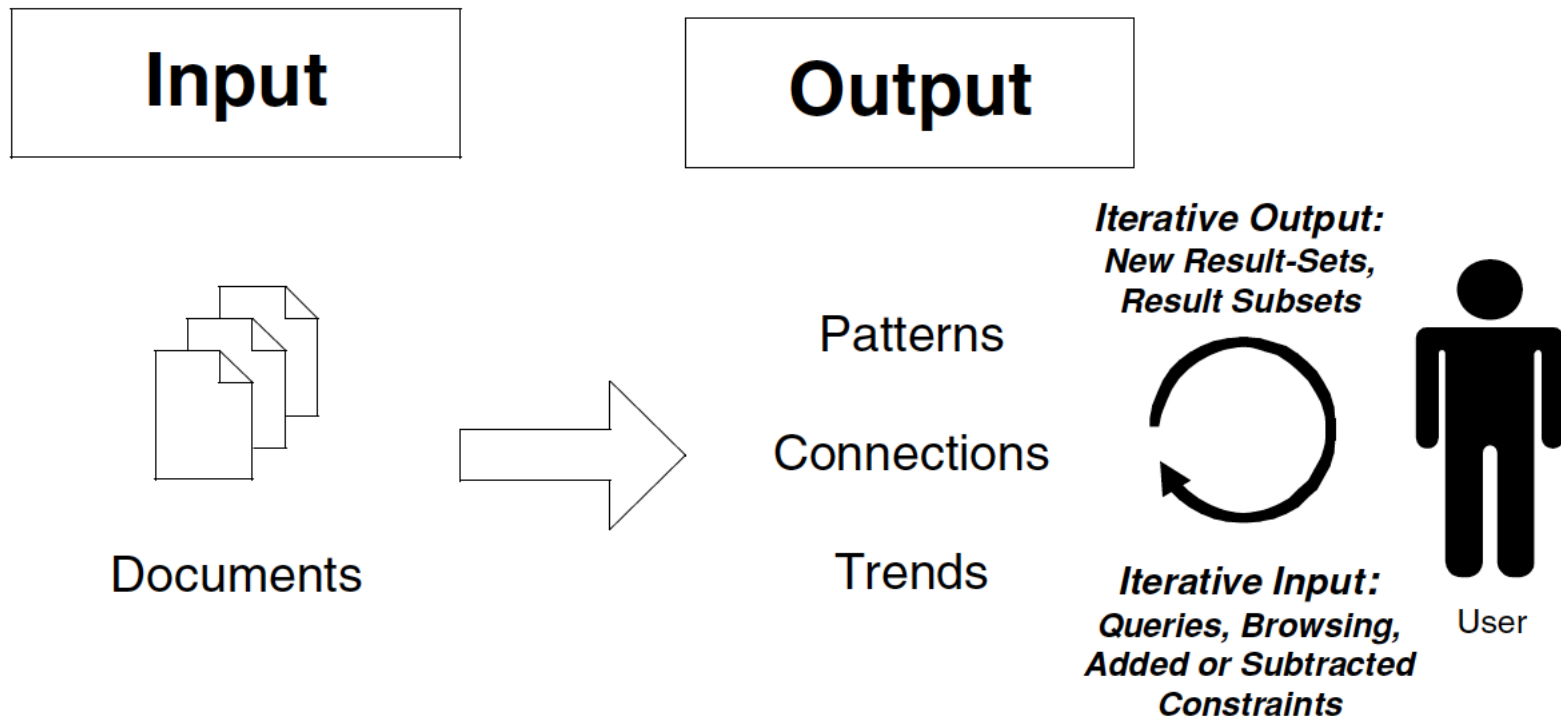 Input
Output
Documents
Patterns
Connections
Trends
Iterative Output:
New Result-Sets,
Result Subsets
Iterative Input:
Queries, Browsing,
Added or Subtracted
Constraints
User